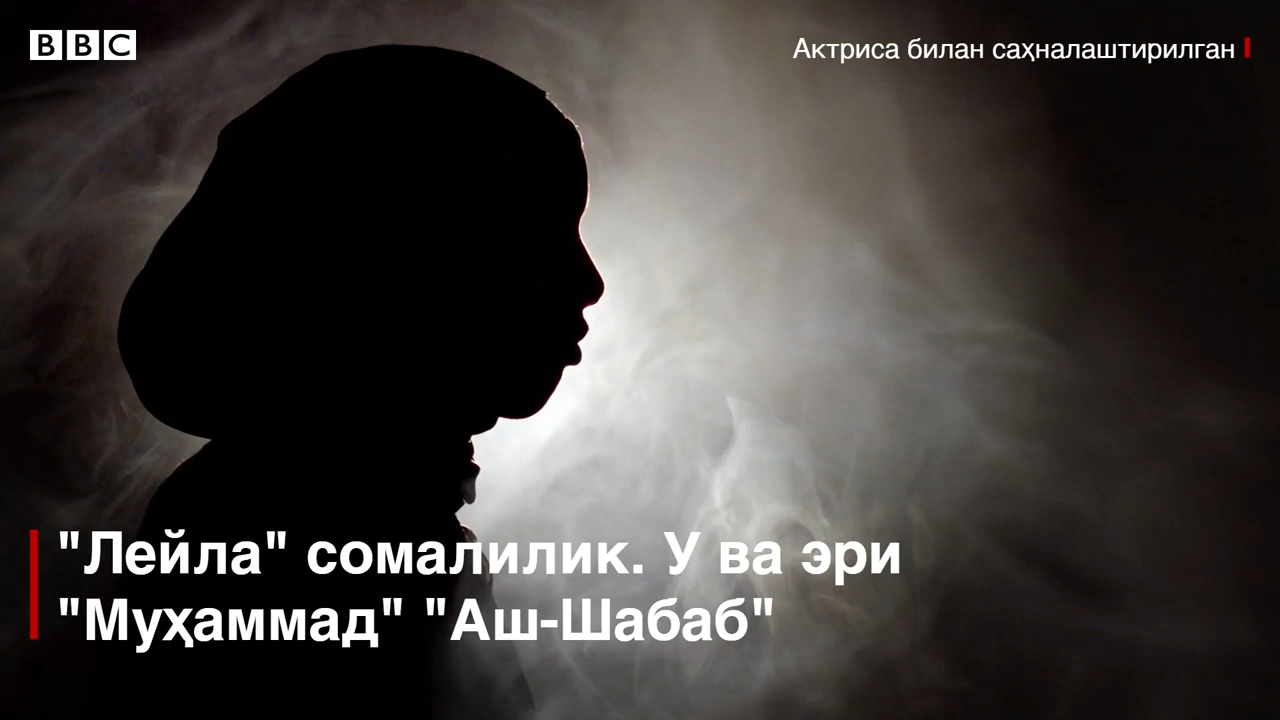 BBC
Актриса билан саҳналаштирилган
"Лейла" сомалилик. У ва эри
"Муҳаммад" "Аш-Шабаб"